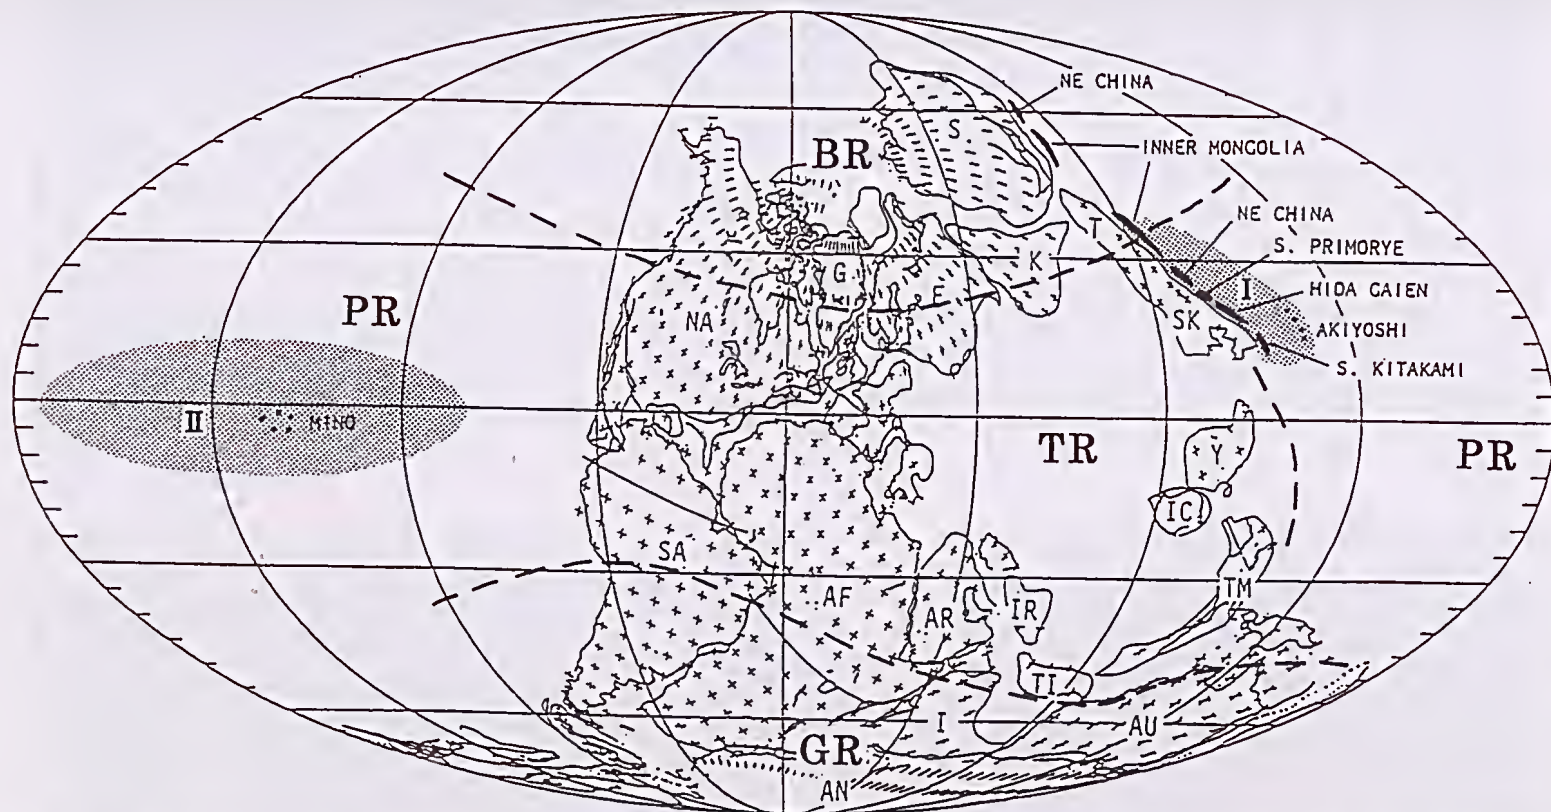 NE CHINA
S
BR
INNER MONGOLIA
NE CHINA
T
S. PRIMORYE
K
G
I
HIDA GAIEN
E
PR
NA
SK
AKIYOSHI
S. KITAKAMI
II
MINO
TR
Y
PR
IC
SA
TM
AF
AR
IR
TI
I
AU
GR
AN